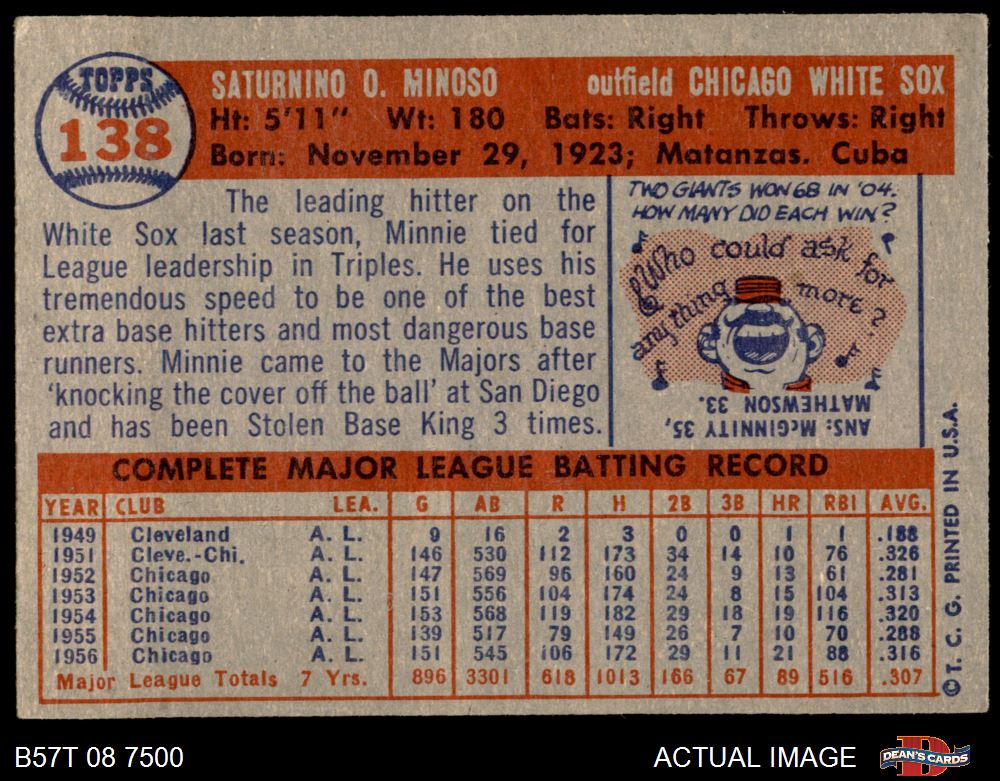 TOPPS
138
SATURNINO O. MINOSO outfield CHICAGO WHITE SOX
Ht: 5'11" Wt: 180 Bats: Right Throws: Right
Born: November 29, 1923; Matanzas. Cuba
The leading hitter on the
White Sox last season, Minnie tied for
League leadership in Triples. He uses his
tremendous speed to be one of the best
extra base hitters and most dangerous base
runners. Minnie came to the Majors after
'knocking the cover off the ball' at San Diego
and has been Stolen Base King 3 times.
TWO GIANTS WON 68 IN '04.
HOW MANY DID EACH WIN?
Who could ask for
anything more?
ANS: McGINNITY 35,
MATHEWSON 33.
COMPLETE MAJOR LEAGUE BATTING RECORD
YEAR CLUB LEA. G AB R H 2B 3B HR RBI AVG.
1949 Cleveland A. L. 9 16 2 3 0 0 1 1 .188
1951 Cleve.-Chi. A. L. 146 530 112 173 34 14 10 76 .326
1952 Chicago A. L. 147 569 96 160 24 9 13 61 .281
1953 Chicago A. L. 151 556 104 174 24 8 15 104 .313
1954 Chicago A. L. 153 568 119 182 29 18 19 116 .320
1955 Chicago A. L. 139 517 79 149 26 7 10 70 .288
1956 Chicago A. L. 151 545 106 172 29 11 21 88 .316
Major League Totals 7 Yrs. 896 3301 618 1013 166 67 89 516 .307
© T. C. G. PRINTED IN U.S.A.
B57T 08 7500
ACTUAL IMAGE
DEAN'S CARDS